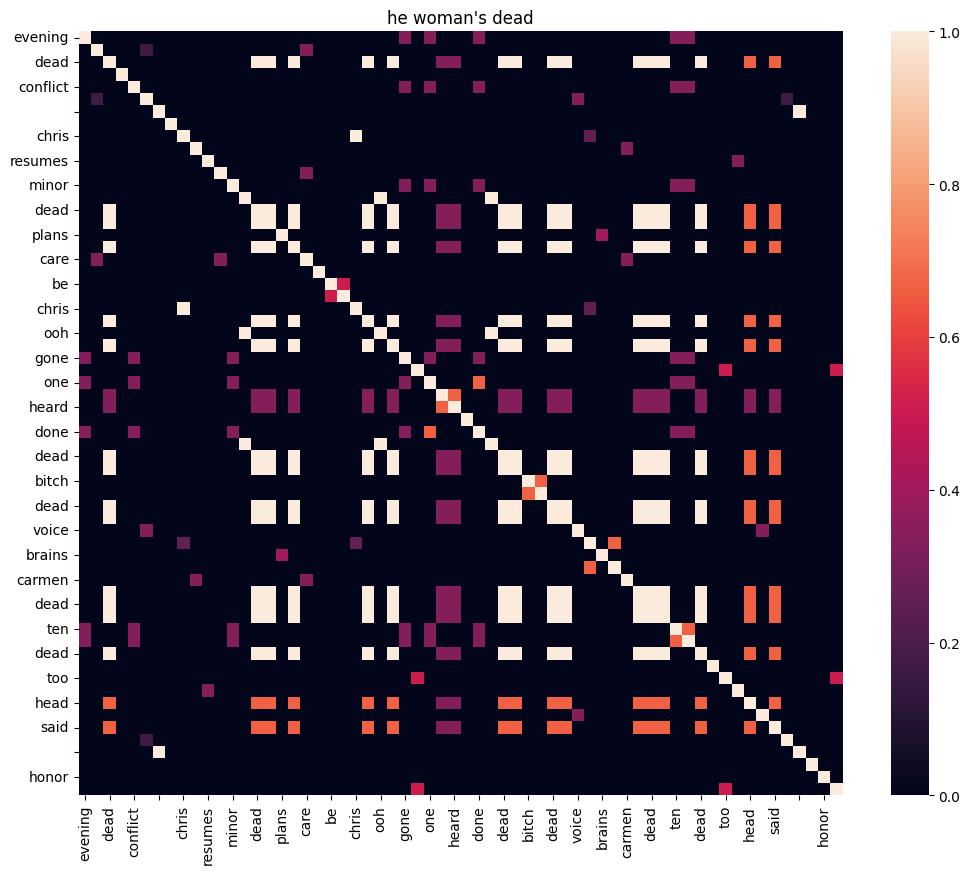 he woman's dead
evening
dead
conflict
chris
resumes
minor
dead
plans
care
be
chris
ooh
gone
one
heard
done
dead
bitch
dead
voice
brains
carmen
dead
ten
dead
too
head
said
honor
1.0
0.8
0.6
0.4
0.2
0.0
evening
dead
conflict
chris
resumes
minor
dead
plans
care
be
chris
ooh
gone
one
heard
done
dead
bitch
dead
voice
brains
carmen
dead
ten
dead
too
head
said
honor